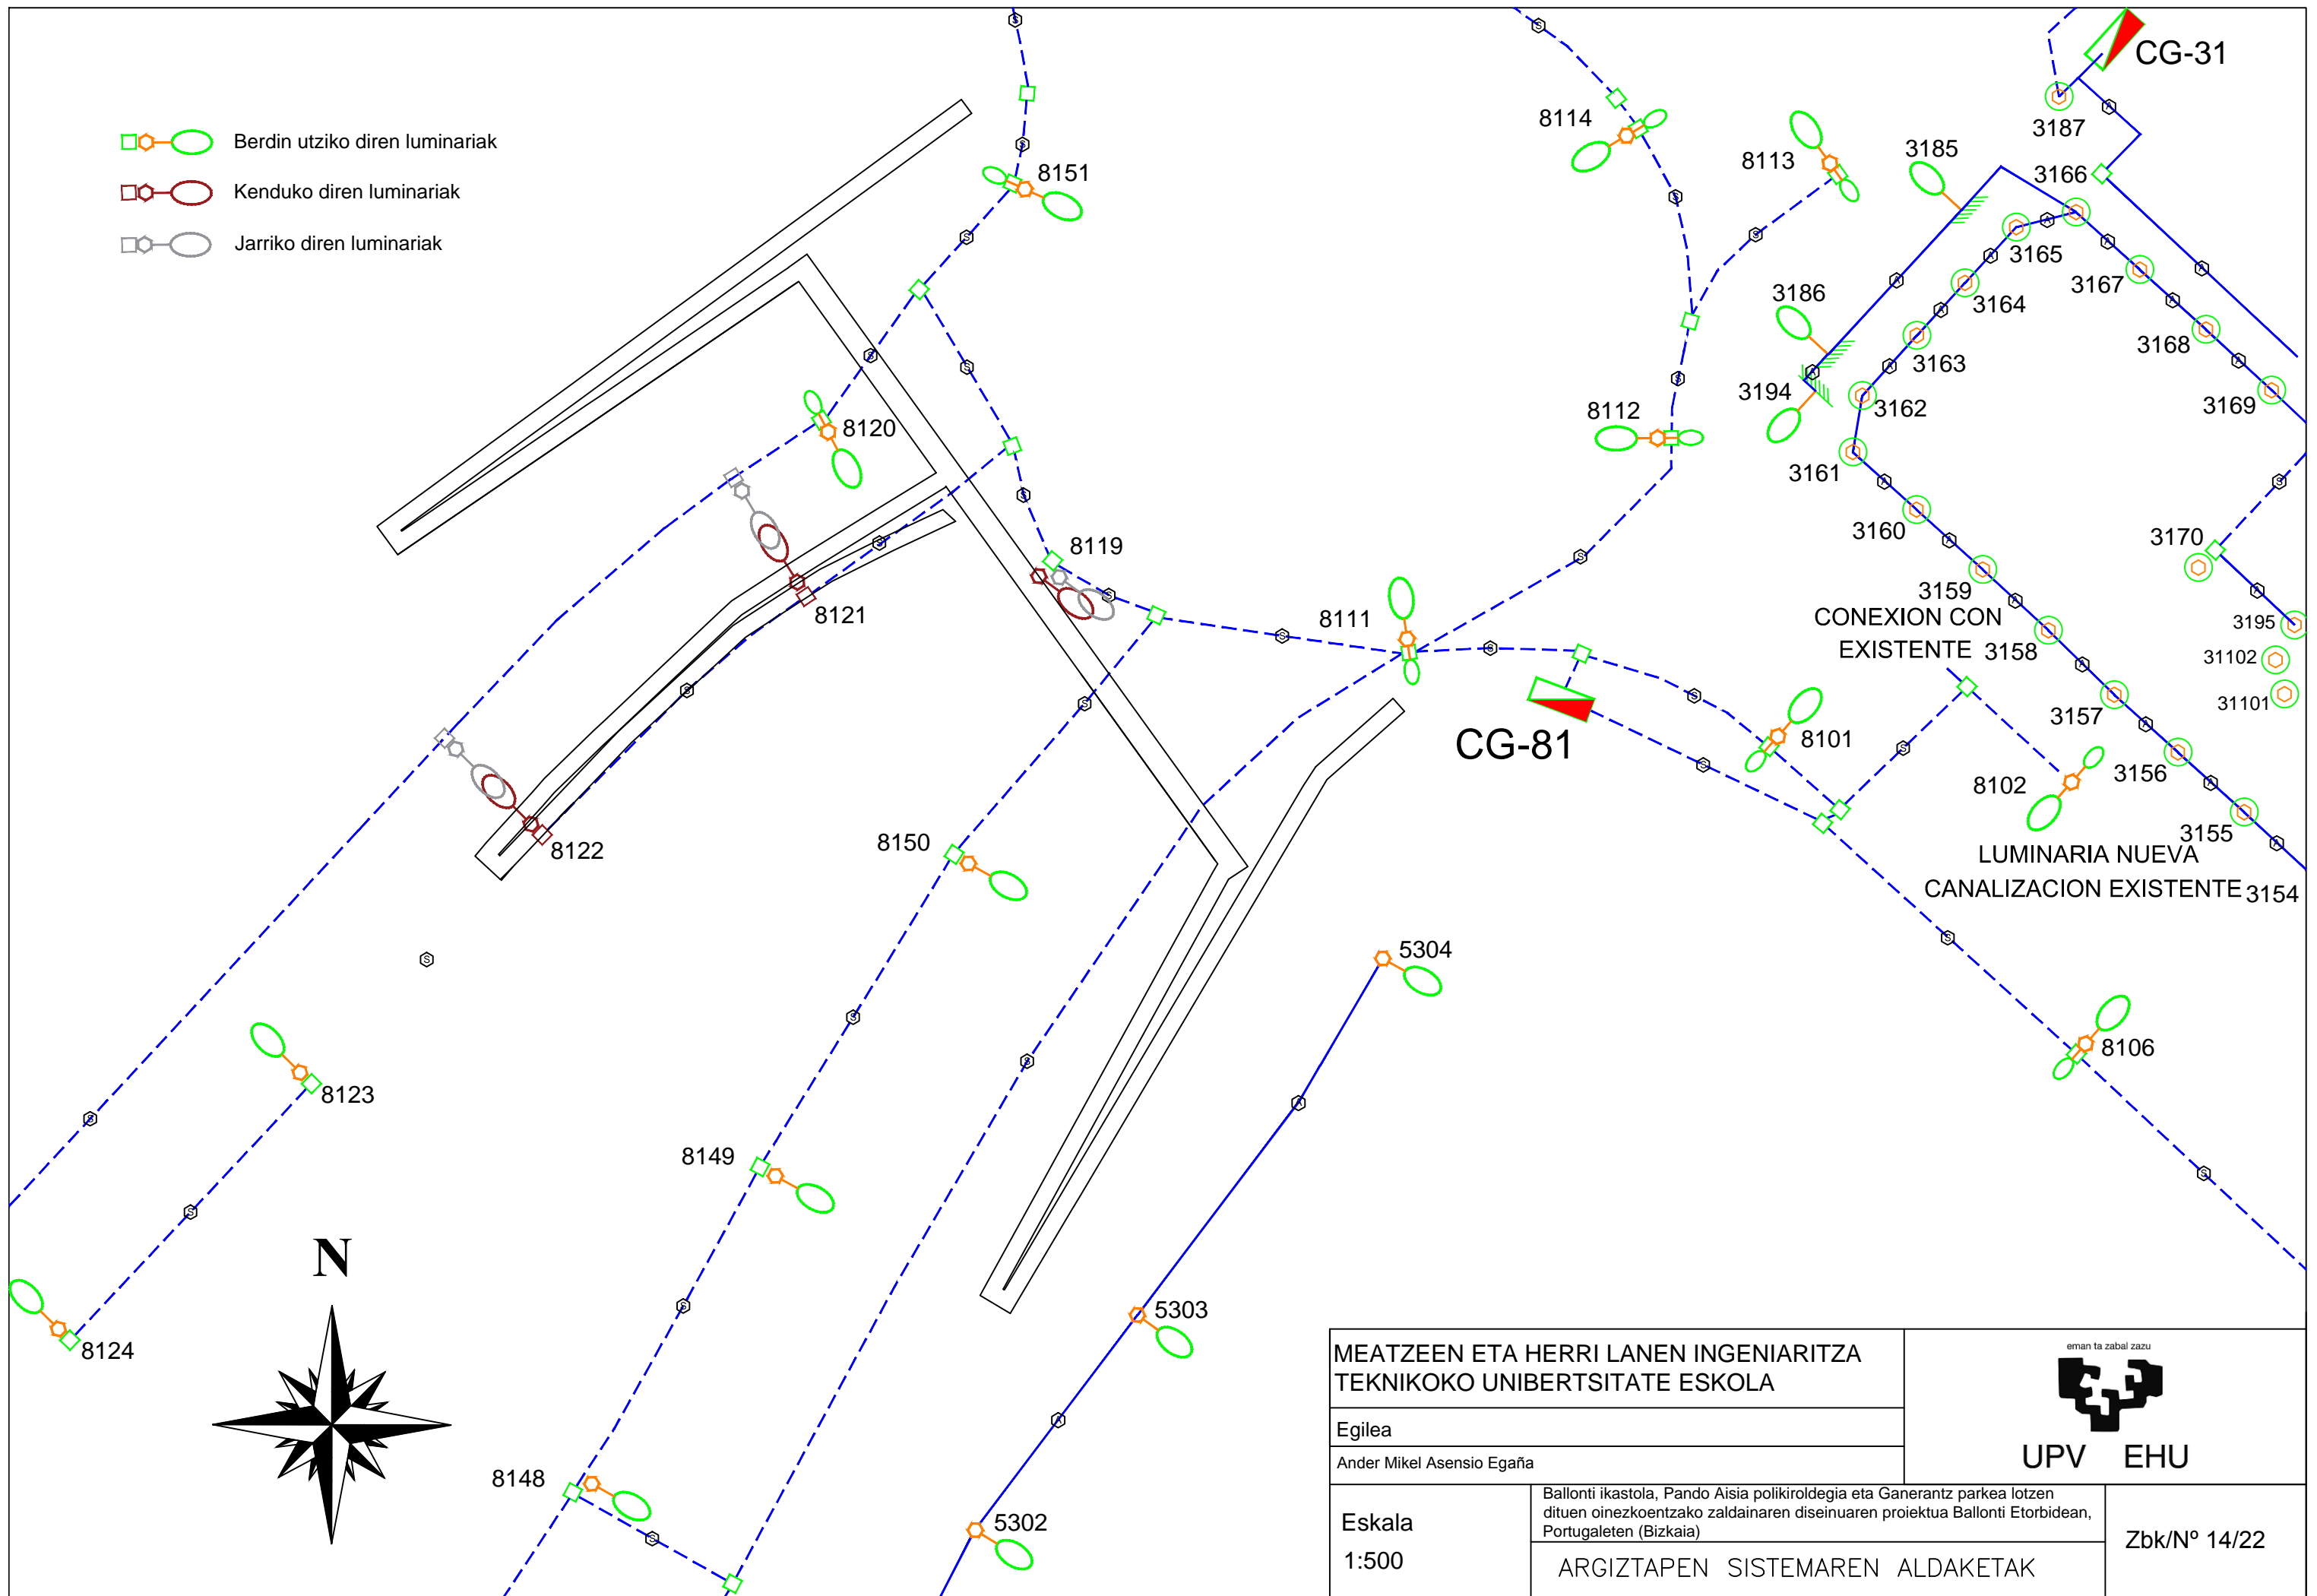 Berdin utziko diren luminariak
Kenduko diren luminariak
Jarriko diren luminariak
CG-31
3187
3166
8114
8113
3185
8151
3165
3167
3164
3186
3168
3163
3194
3162
3169
8112
8120
3161
3160
3170
8119
3159
8121
8111
CONEXION CON
EXISTENTE
3158
3195
31102
31101
3157
CG-81
8101
3156
8102
3155
8122
8150
LUMINARIA NUEVA
CANALIZACION EXISTENTE
3154
5304
8106
8123
8149
N
5303
8124
8148
5302
MEATZEEN ETA HERRI LANEN INGENIARITZA
TEKNIKOKO UNIBERTSITATE ESKOLA
Egilea
Ander Mikel Asensio Egaña
eman ta zabal zazu
UPV EHU
Eskala
1:500
Ballonti ikastola, Pando Aisia polikiroldegia eta Ganerantz parkea lotzen
dituen oinezkoentzako zaldainaren diseinuaren proiektua Ballonti Etorbidean,
Portugaleten (Bizkaia)
ARGIZTAPEN SISTEMAREN ALDAKETAK
Zbk/Nº 14/22